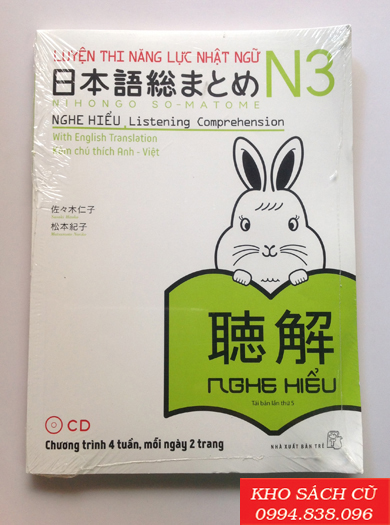 LUYỆN THI NĂNG LỰC NHẬT NGỮ
日本語総まとめ N3
NIHONGO SO-MATOME
NGHE HIỂU Listening Comprehension
With English Translation
Kèm chú thích Anh - Việt
佐々木仁子
松本紀子
聴解
NGHE HIỂU
Tái bản lần thứ 5
CD
Chương trình 4 tuần, mỗi ngày 2 trang
NHÀ XUẤT BẢN TRẺ
KHO SÁCH CŨ
0994.838.096